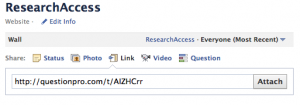 ResearchAccess
Website · Edit Info
Wall ResearchAccess · Everyone (Most Recent)
Share: Status Photo Link Video Question
http://questionpro.com/t/AlZHCrr Attach